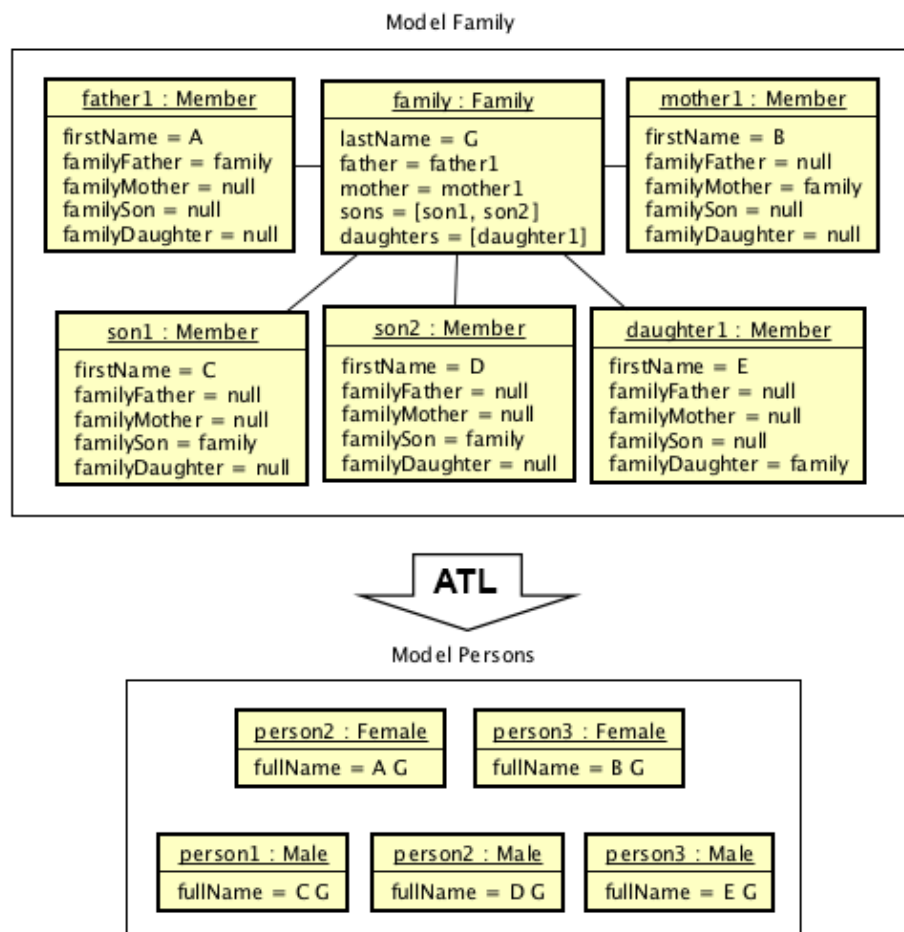 Model Family
father1 : Member
firstName = A
familyFather = family
familyMother = null
familySon = null
familyDaughter = null
family : Family
lastName = G
father = father1
mother = mother1
sons = [son1, son2]
daughters = [daughter1]
mother1 : Member
firstName = B
familyFather = null
familyMother = family
familySon = null
familyDaughter = null
son1 : Member
firstName = C
familyFather = null
familyMother = null
familySon = family
familyDaughter = null
son2 : Member
firstName = D
familyFather = null
familyMother = null
familySon = family
familyDaughter = null
daughter1 : Member
firstName = E
familyFather = null
familyMother = null
familySon = null
familyDaughter = family
ATL
Model Persons
person2 : Female
fullName = A G
person3 : Female
fullName = B G
person1 : Male
fullName = C G
person2 : Male
fullName = D G
person3 : Male
fullName = E G